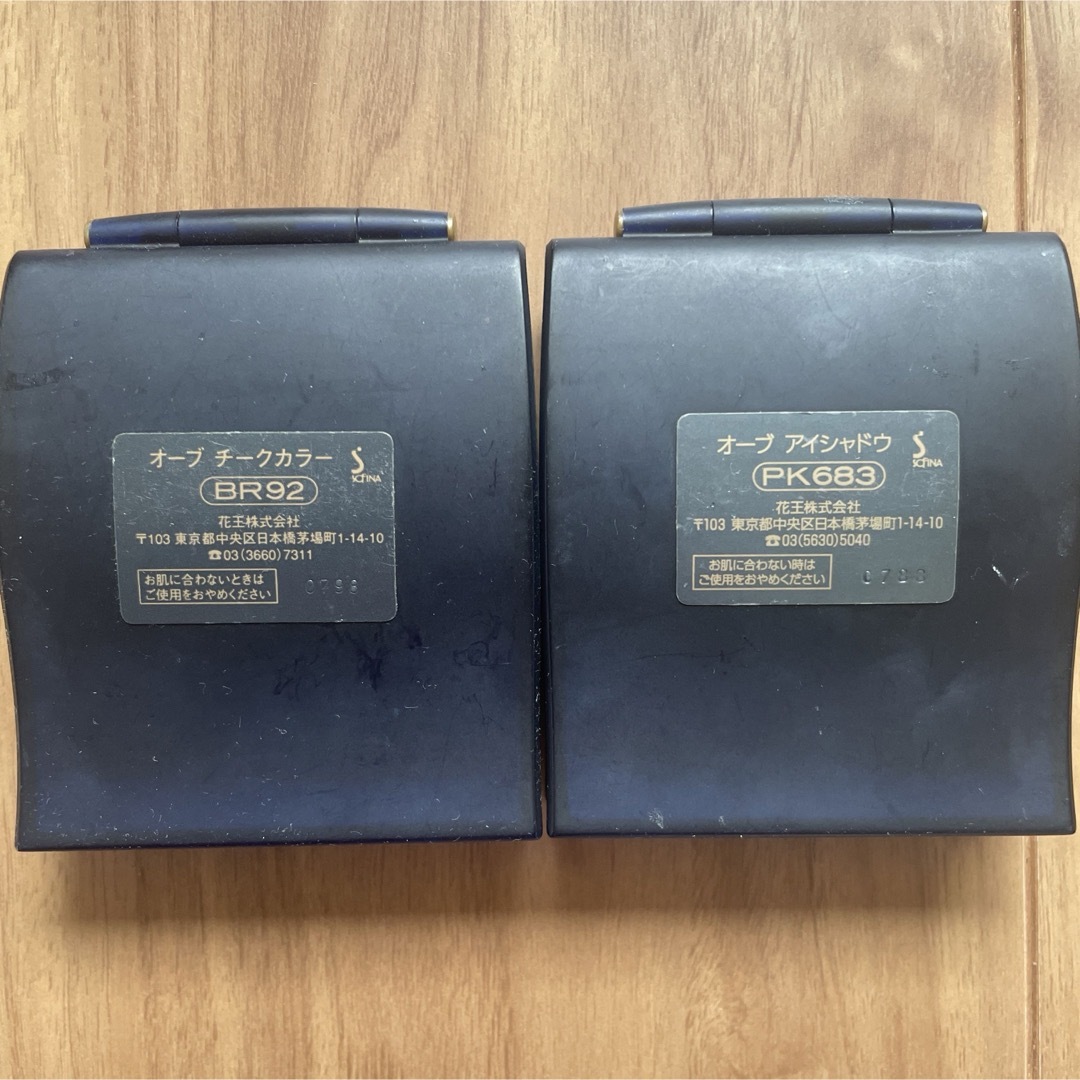 オーブ チークカラー
SOFINA
BR92
花王株式会社
〒103 東京都中央区日本橋茅場町1-14-10
☎03(3660)7311
お肌に合わないときは
ご使用をおやめください
オーブ アイシャドウ
SOFINA
PK683
花王株式会社
〒103 東京都中央区日本橋茅場町1-14-10
☎03(5630)5040
お肌に合わない時は
ご使用をおやめください